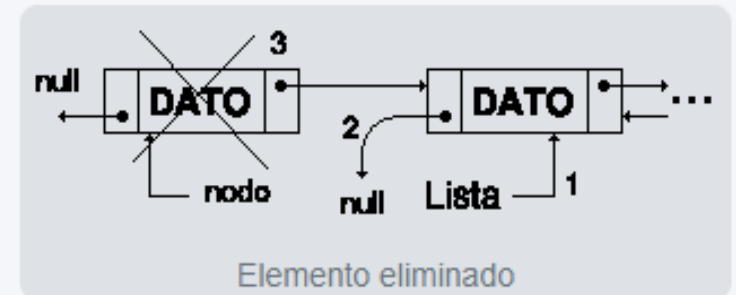 3
null
DATO
DATO
...
2
nodo
null
Lista
1
Elemento eliminado